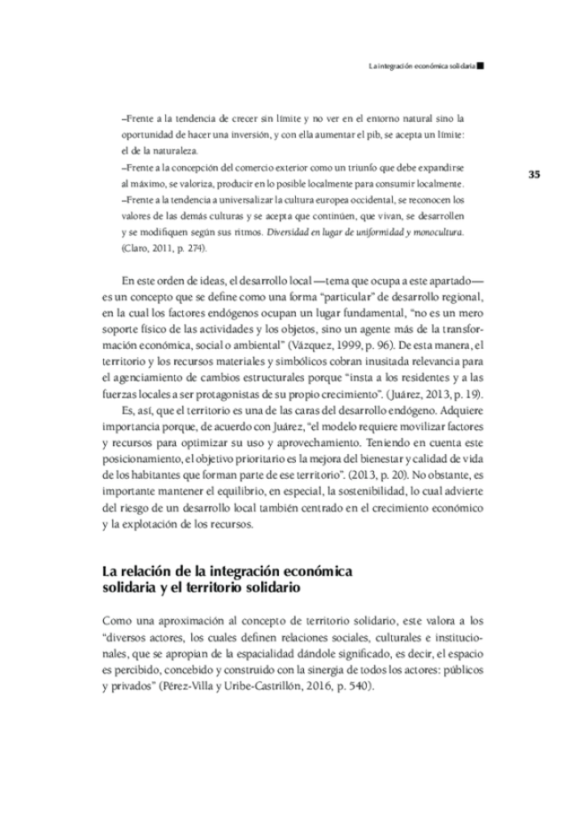 La integración económica solidaria
35
–Frente a la tendencia de crecer sin límite y no ver en el entorno natural sino la
oportunidad de hacer una inversión, y con ella aumentar el pib, se acepta un límite:
el de la naturaleza.
–Frente a la concepción del comercio exterior como un triunfo que debe expandirse
al máximo, se valoriza, producir en lo posible localmente para consumir localmente.
–Frente a la tendencia a universalizar la cultura europea occidental, se reconocen los
valores de las demás culturas y se acepta que continúen, que vivan, se desarrollen
y se modifiquen según sus ritmos. Diversidad en lugar de uniformidad y monocultura.
(Claro, 2011, p. 274).
En este orden de ideas, el desarrollo local —tema que ocupa a este apartado—
es un concepto que se define como una forma “particular” de desarrollo regional,
en la cual los factores endógenos ocupan un lugar fundamental, “no es un mero
soporte físico de las actividades y los objetos, sino un agente más de la transfor-
mación económica, social o ambiental” (Vázquez, 1999, p. 96). De esta manera, el
territorio y los recursos materiales y simbólicos cobran inusitada relevancia para
el agenciamiento de cambios estructurales porque “insta a los residentes y a las
fuerzas locales a ser protagonistas de su propio crecimiento”. (Juárez, 2013, p. 19).
Es, así, que el territorio es una de las caras del desarrollo endógeno. Adquiere
importancia porque, de acuerdo con Juárez, “el modelo requiere movilizar factores
y recursos para optimizar su uso y aprovechamiento. Teniendo en cuenta este
posicionamiento, el objetivo prioritario es la mejora del bienestar y calidad de vida
de los habitantes que forman parte de ese territorio”. (2013, p. 20). No obstante, es
importante mantener el equilibrio, en especial, la sostenibilidad, lo cual advierte
del riesgo de un desarrollo local también centrado en el crecimiento económico
y la explotación de los recursos.
La relación de la integración económica
solidaria y el territorio solidario
Como una aproximación al concepto de territorio solidario, este valora a los
“diversos actores, los cuales definen relaciones sociales, culturales e institucio-
nales, que se apropian de la espacialidad dándole significado, es decir, el espacio
es percibido, concebido y construido con la sinergia de todos los actores: públicos
y privados” (Pérez-Villa y Uribe-Castrillón, 2016, p. 540).